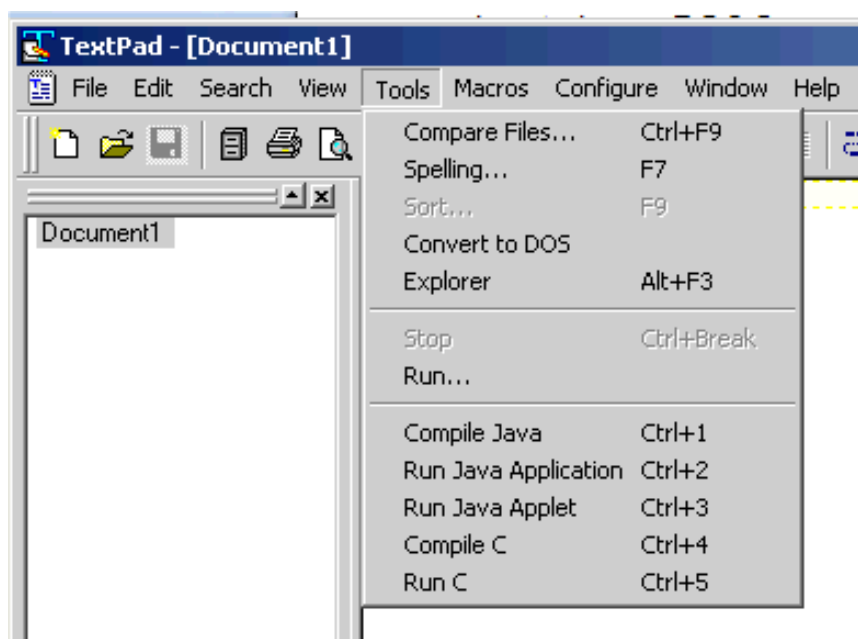 TextPad - [Document1]
File Edit Search View Tools Macros Configure Window Help
Compare Files... Ctrl+F9
Spelling... F7
Sort... F9
Convert to DOS
Explorer Alt+F3
Stop Ctrl+Break
Run...
Compile Java Ctrl+1
Run Java Application Ctrl+2
Run Java Applet Ctrl+3
Compile C Ctrl+4
Run C Ctrl+5
Document1